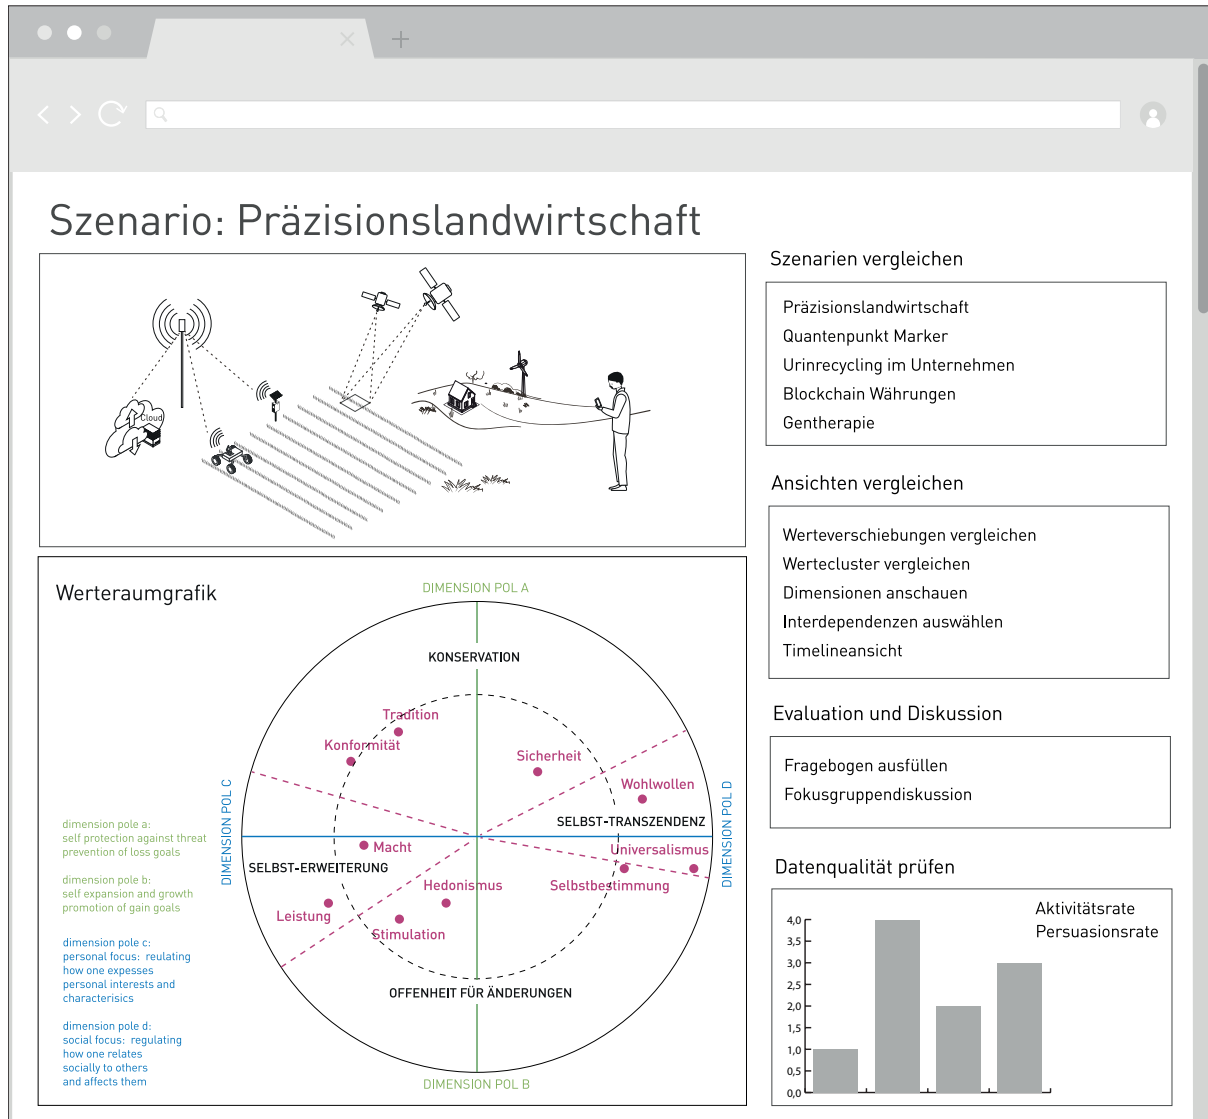 Szenario: Präzisionslandwirtschaft
Cloud
Werteraumgrafik
DIMENSION POL A
KONSERVATION
Tradition
Konformität
Sicherheit
Wohlwollen
DIMENSION POL C
DIMENSION POL D
SELBST-TRANSZENDENZ
Macht
Universalismus
SELBST-ERWEITERUNG
Hedonismus
Selbstbestimmung
Leistung
Stimulation
OFFENHEIT FÜR ÄNDERUNGEN
DIMENSION POL B
dimension pole a:
self protection against threat
prevention of loss goals
dimension pole b:
self expansion and growth
promotion of gain goals
dimension pole c:
personal focus: reulating
how one expesses
personal interests and
characterisics
dimension pole d:
social focus: regulating
how one relates
socially to others
and affects them
Szenarien vergleichen
Präzisionslandwirtschaft
Quantenpunkt Marker
Urinrecycling im Unternehmen
Blockchain Währungen
Gentherapie
Ansichten vergleichen
Werteverschiebungen vergleichen
Wertecluster vergleichen
Dimensionen anschauen
Interdependenzen auswählen
Timelineansicht
Evaluation und Diskussion
Fragebogen ausfüllen
Fokusgruppendiskussion
Datenqualität prüfen
Aktivitätsrate
Persuasionsrate
4,0
3,5
3,0
2,5
2,0
1,5
1,0
0,5
0,0